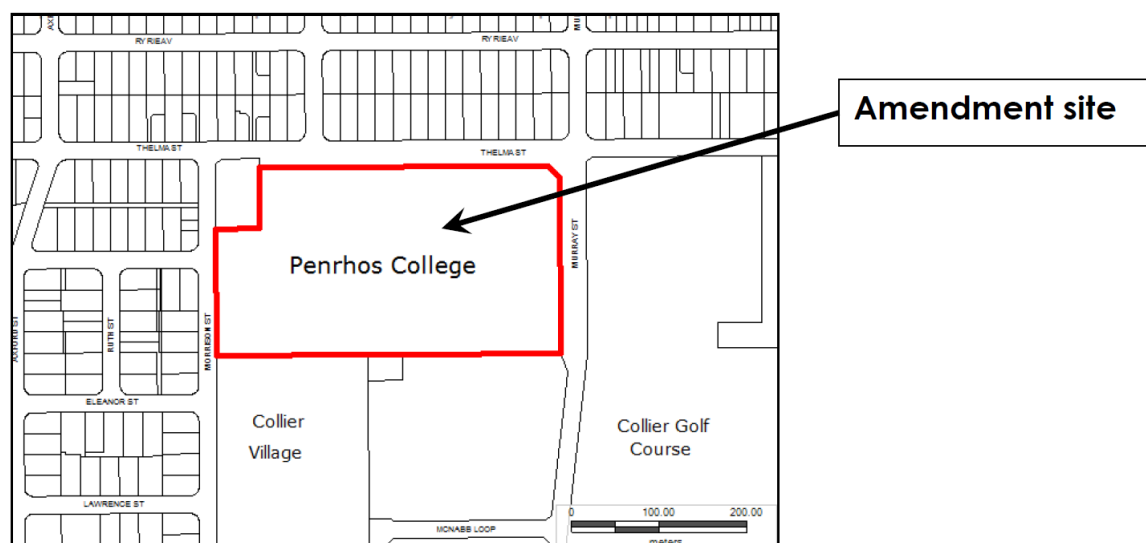 RYRIE AV
RYRIE AV
Amendment site
THELMA ST
THELMA ST
MURRAY ST
Penrhos College
AXFORD ST
RUTH ST
MORRISON ST
ELEANOR ST
Collier
Village
Collier Golf
Course
LAWRENCE ST
MCNABB LOOP
0 100.00 200.00
meters